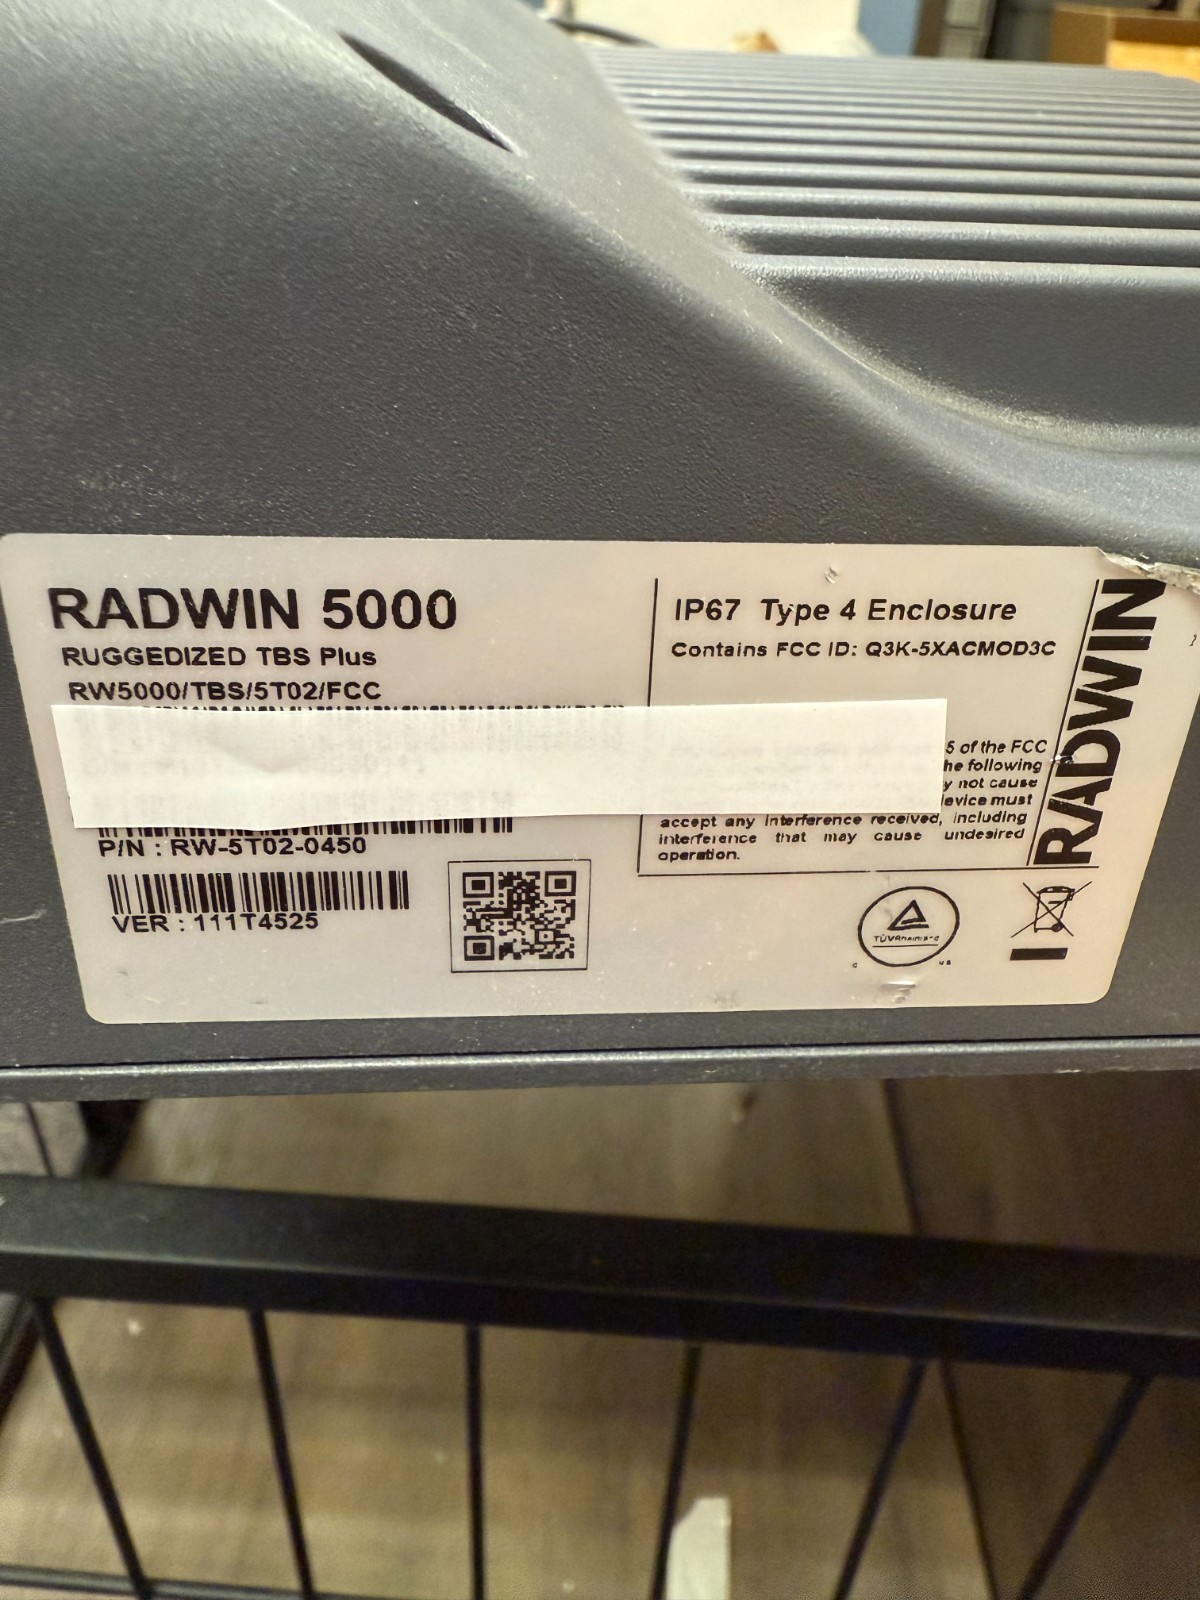 RADWIN 5000
RUGGEDIZED TBS Plus
RW5000/TBS/5T02/FCC
P/N : RW-5T02-0450
VER : 111T4525
IP67 Type 4 Enclosure
Contains FCC ID: Q3K-5XACMOD3C
5 of the FCC
he following
y not cause
evice must
accept any interference received, including
interference that may cause undesired
operation.
RADWIN
C US